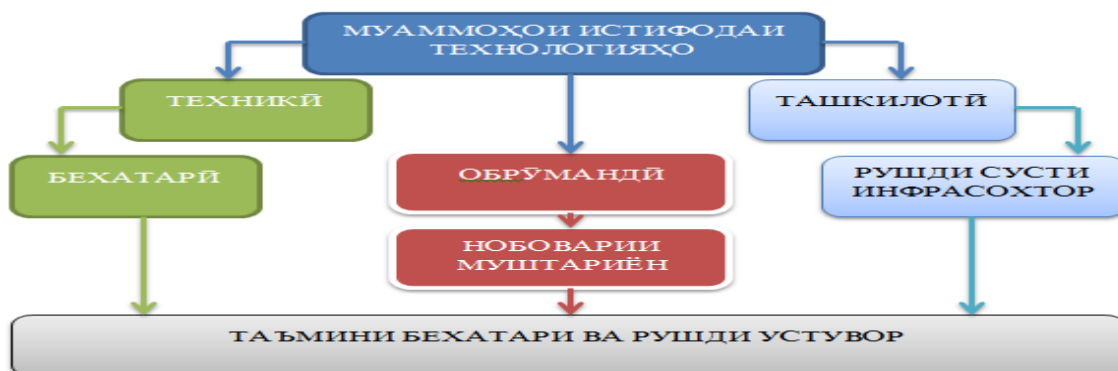 МУАММОҲОИ ИСТИФОДАИ
ТЕХНОЛОГИЯҲО
ТЕХНИКӢ
ТАШКИЛОТӢ
БЕХАТАРӢ
ОБРӮМАНДӢ
РУШДИ СУСТИ
ИНФРАСОХТОР
НОБОВАРИИ
МУШТАРИЁН
ТАЪМИНИ БЕХАТАРИ ВА РУШДИ УСТУВОР